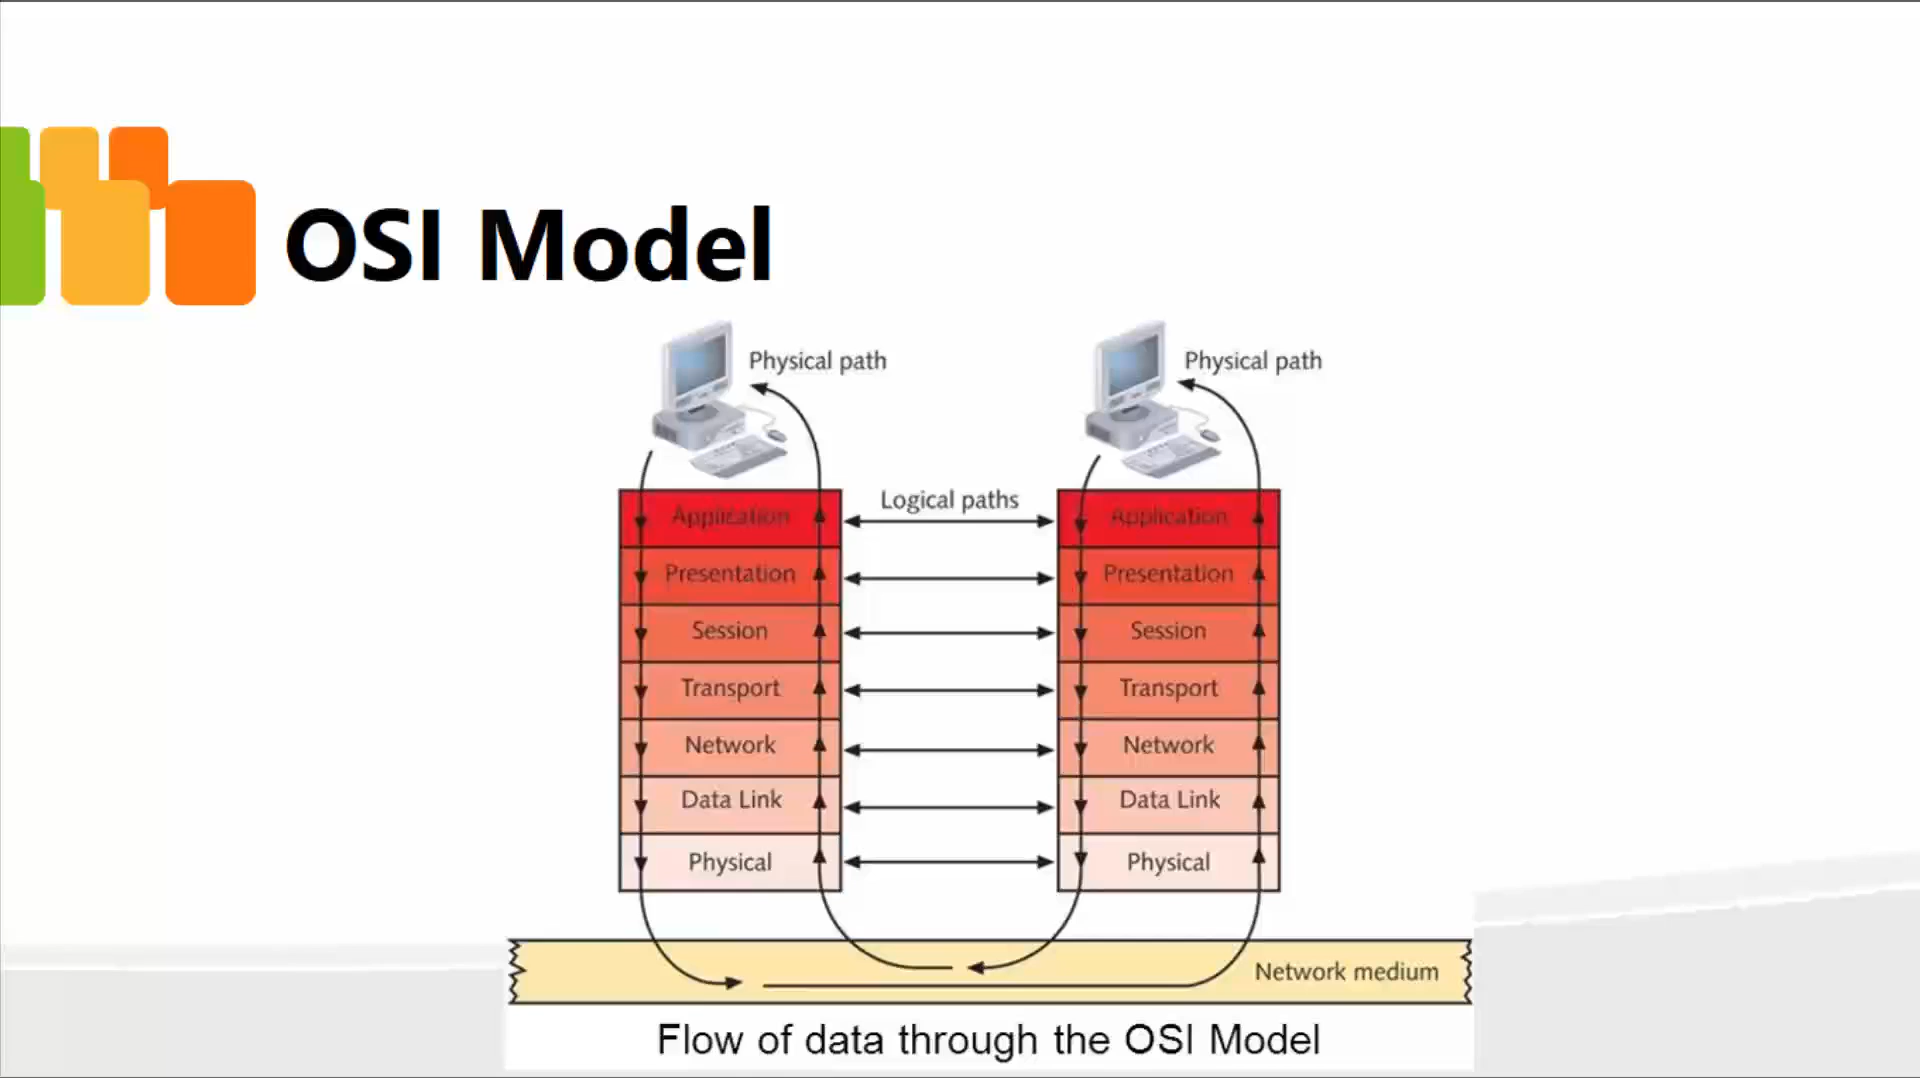 OSI Model
Physical path
Physical path
Logical paths
Application
Application
Presentation
Presentation
Session
Session
Transport
Transport
Network
Network
Data Link
Data Link
Physical
Physical
Network medium
Flow of data through the OSI Model